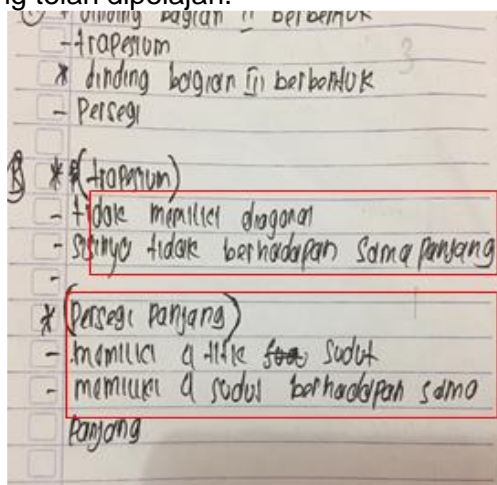 ng telah dipelajari.
* dinding bagian II berbentuk
- trapesium
* dinding bagian III berbentuk
- Persegi
B * (trapesium)
- tidak memiliki diagonal
- sisinya tidak berhadapan sama panjang
-
* (Persegi Panjang)
- memiliki 4 titik sudut
- memiliki 4 sudut berhadapan sama
panjang